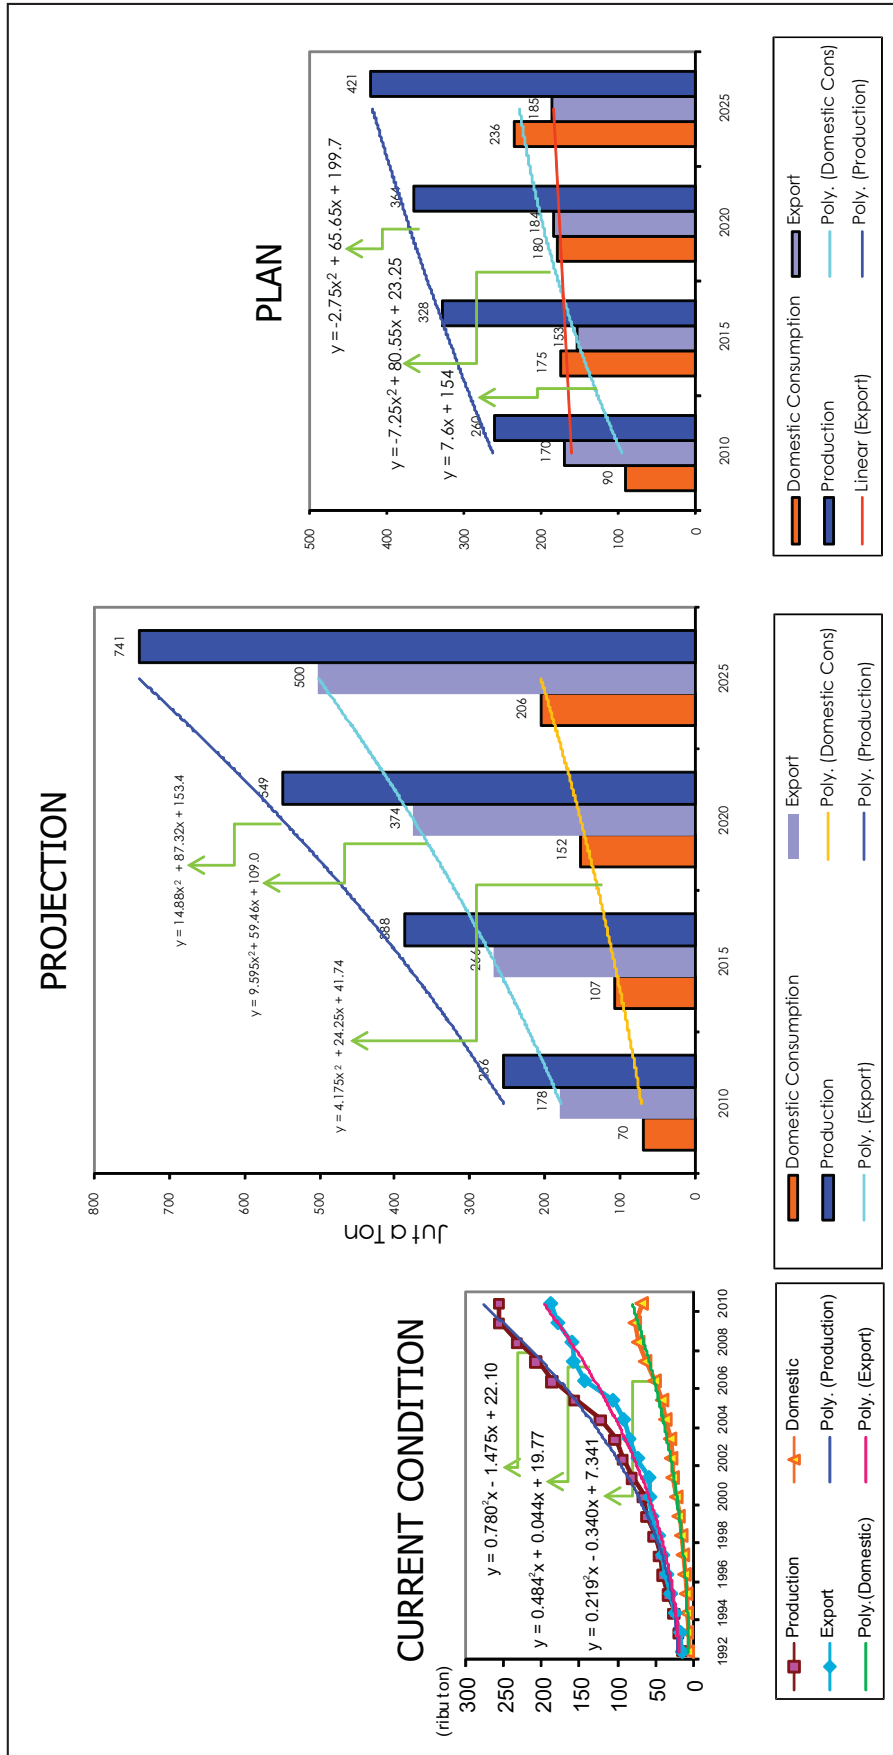 CURRENT CONDITION
(ributon)
300
250
200
150
100
50
0
y = 0.780²x - 1.475x + 22.10
y = 0.484²x + 0.044x + 19.77
y = 0.219²x - 0.340x + 7.341
1992
1994
1996
1998
2000
2002
2004
2006
2008
2010
Production
Domestic
Export
Poly. (Production)
Poly.(Domestic)
Poly. (Export)
PROJECTION
Juta Ton
800
700
600
500
400
300
200
100
0
y = 14.88x² + 87.32x + 153.4
y = 9.595x² + 59.46x + 109.0
y = 4.175x² + 24.25x + 41.74
70
178
256
107
266
388
152
374
549
206
500
741
2010
2015
2020
2025
Domestic Consumption
Export
Production
Poly. (Domestic Cons)
Poly. (Export)
Poly. (Production)
PLAN
500
400
300
200
100
0
y = -2.75x² + 65.65x + 199.7
y = -7.25x² + 80.55x + 23.25
y = 7.6x + 154
90
170
260
175
153
328
180
184
364
236
185
421
2010
2015
2020
2025
Domestic Consumption
Export
Production
Poly. (Domestic Cons)
Linear (Export)
Poly. (Production)